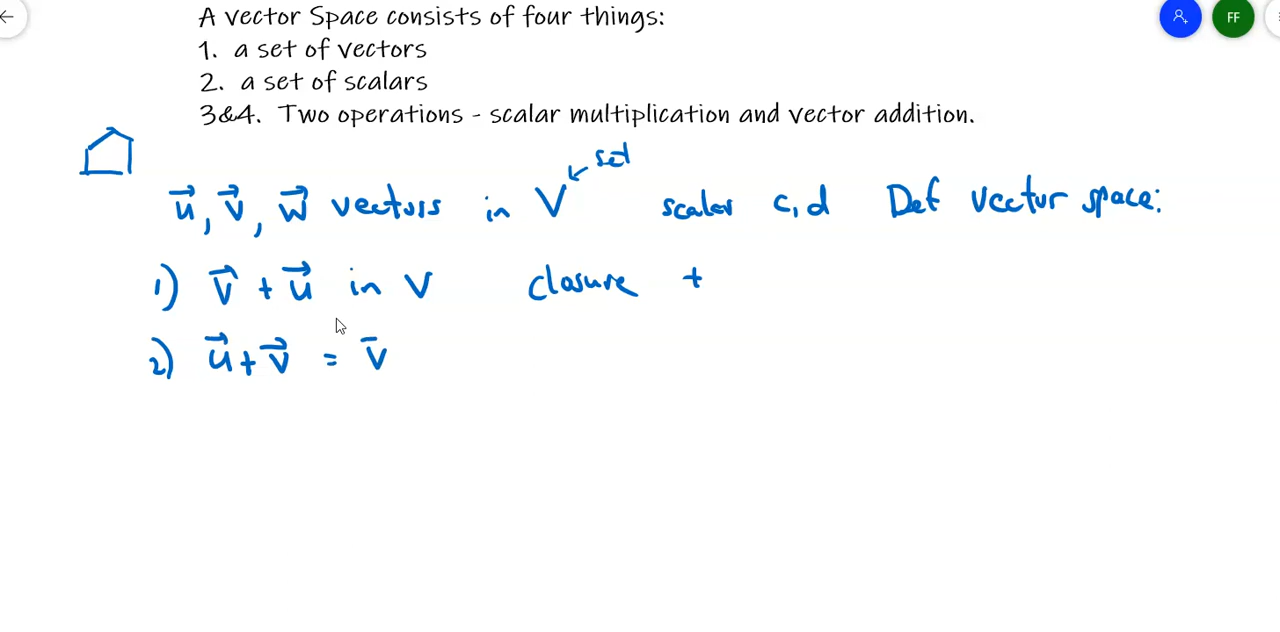 A vector Space consists of four things:
1. a set of vectors
2. a set of scalars
3&4. Two operations - scalar multiplication and vector addition.
FF
set
u⃗, v⃗, w⃗ vectors in V scalar c, d Def vector space:
1) v⃗ + u⃗ in V closure +
2) u⃗ + v⃗ = v̄